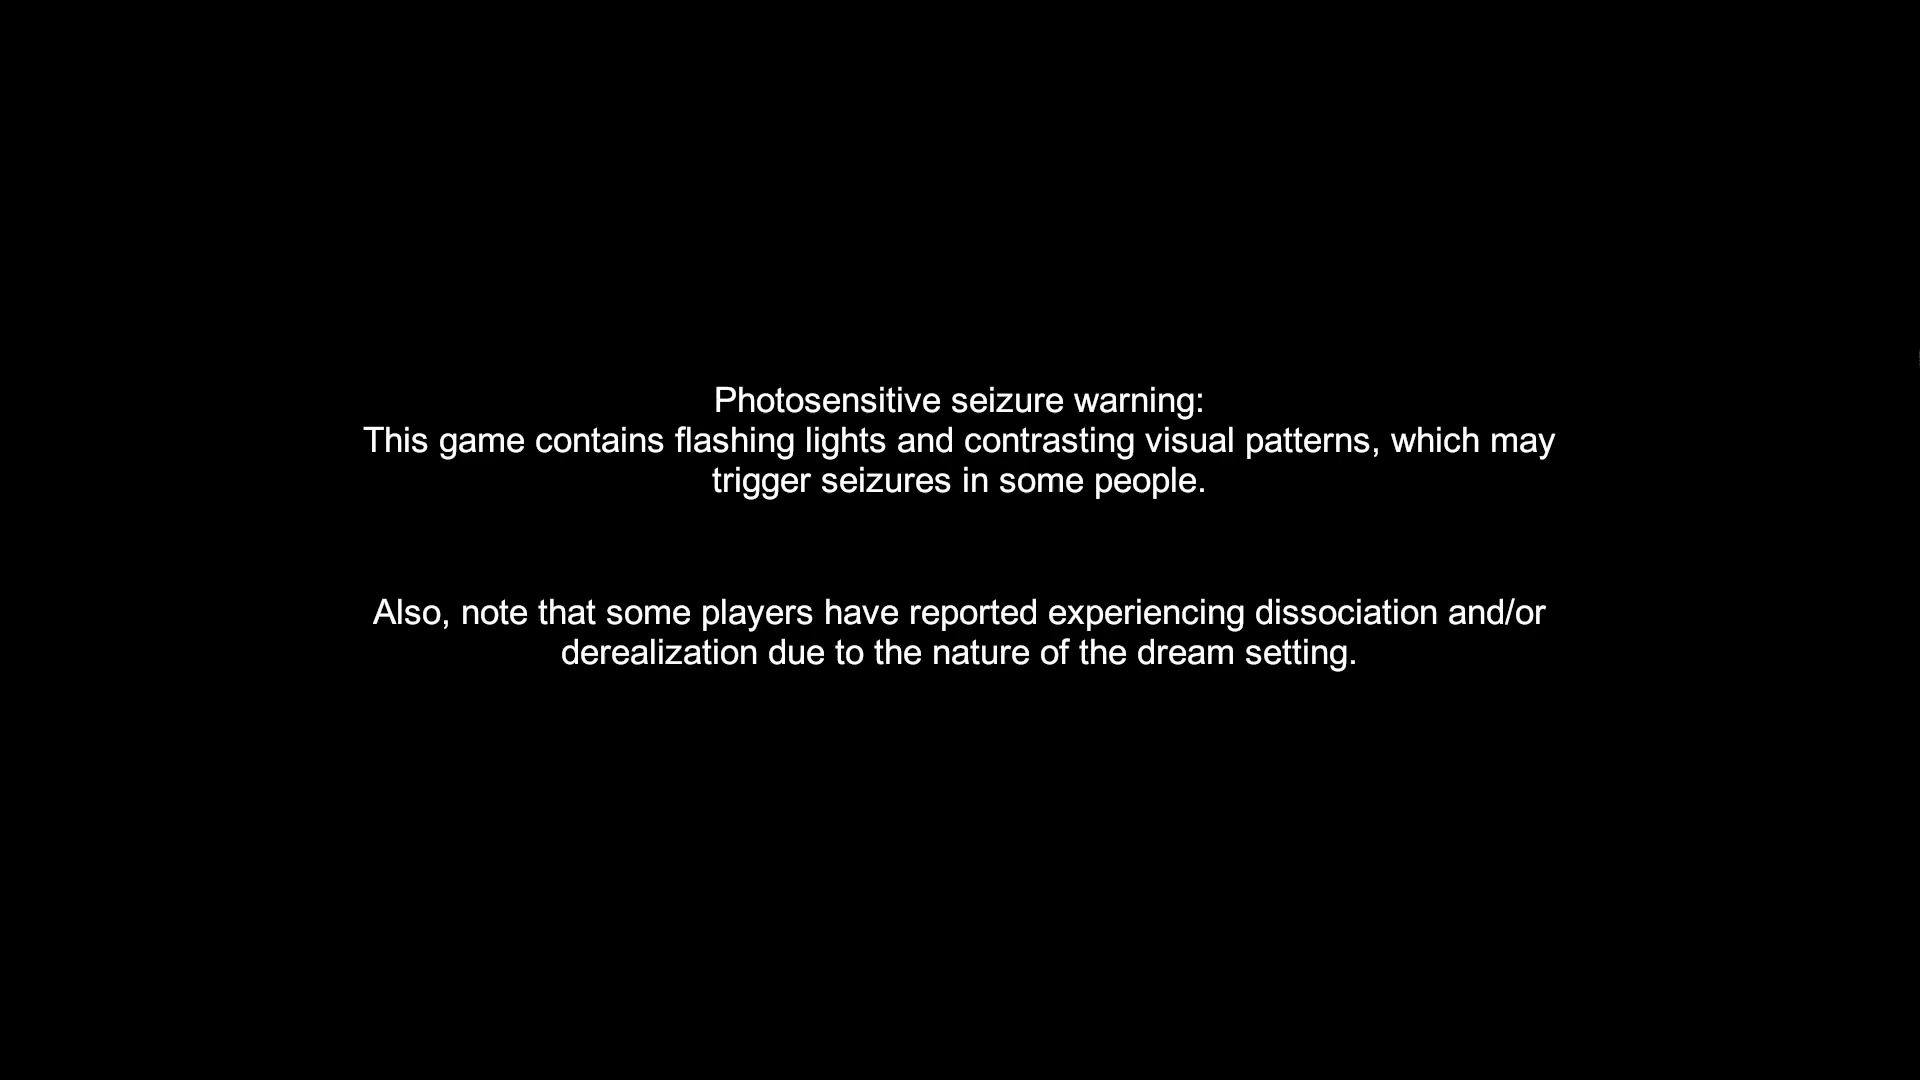 Photosensitive seizure warning:
This game contains flashing lights and contrasting visual patterns, which may
trigger seizures in some people.
Also, note that some players have reported experiencing dissociation and/or
derealization due to the nature of the dream setting.